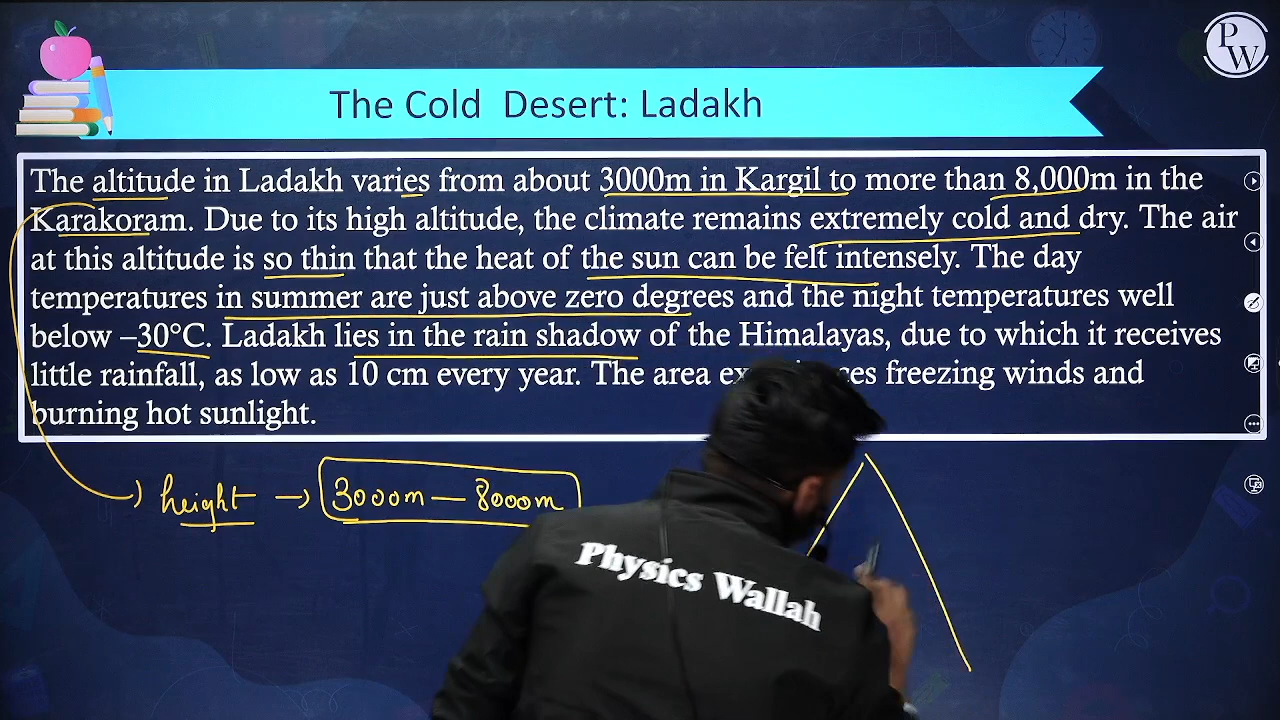 PW
The Cold Desert: Ladakh
The altitude in Ladakh varies from about 3000m in Kargil to more than 8,000m in the
Karakoram. Due to its high altitude, the climate remains extremely cold and dry. The air
at this altitude is so thin that the heat of the sun can be felt intensely. The day
temperatures in summer are just above zero degrees and the night temperatures well
below –30°C. Ladakh lies in the rain shadow of the Himalayas, due to which it receives
little rainfall, as low as 10 cm every year. The area freezing winds and
burning hot sunlight.
height → 3000m — 8000m
Physics Wallah